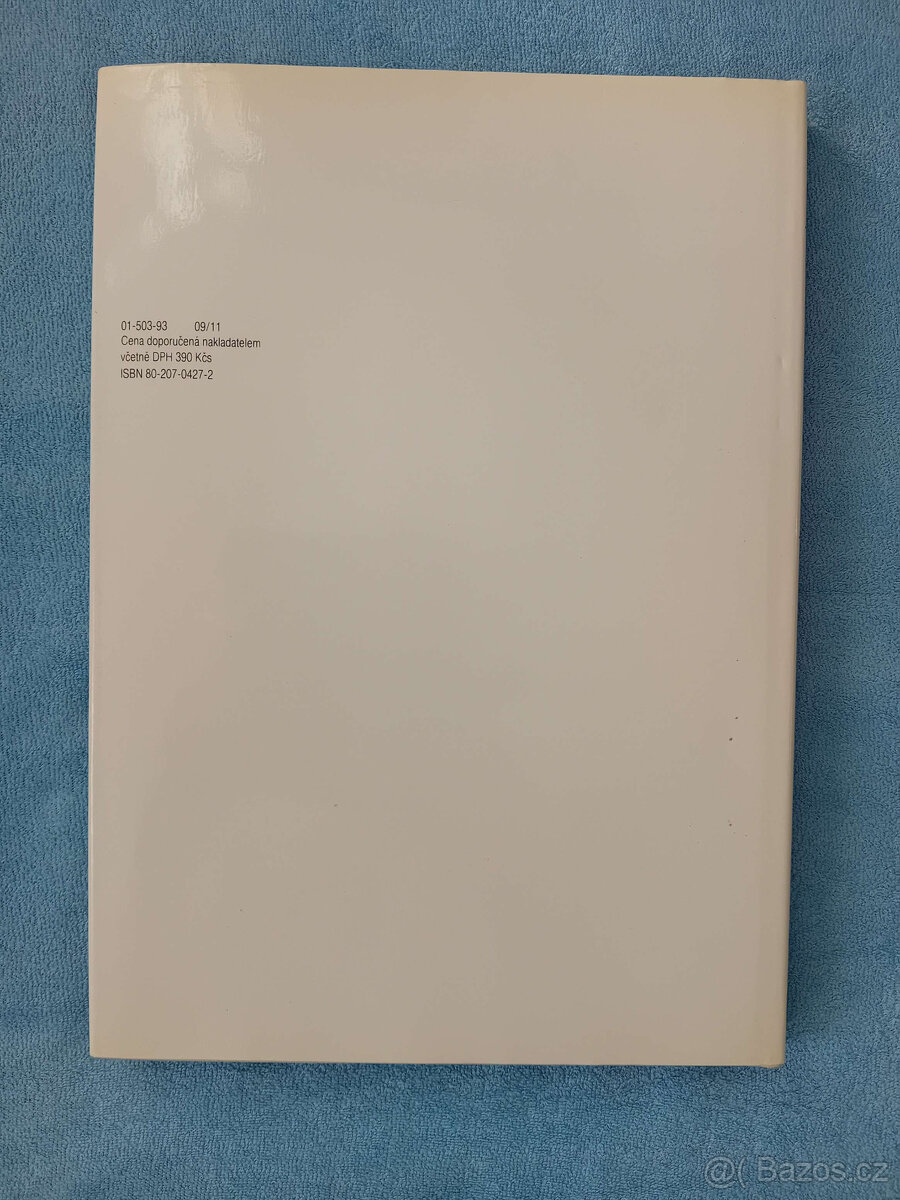 01-503-93 09/11
Cena doporučená nakladatelem
včetně DPH 390 Kčs
ISBN 80-207-0427-2
@( Bazos.cz